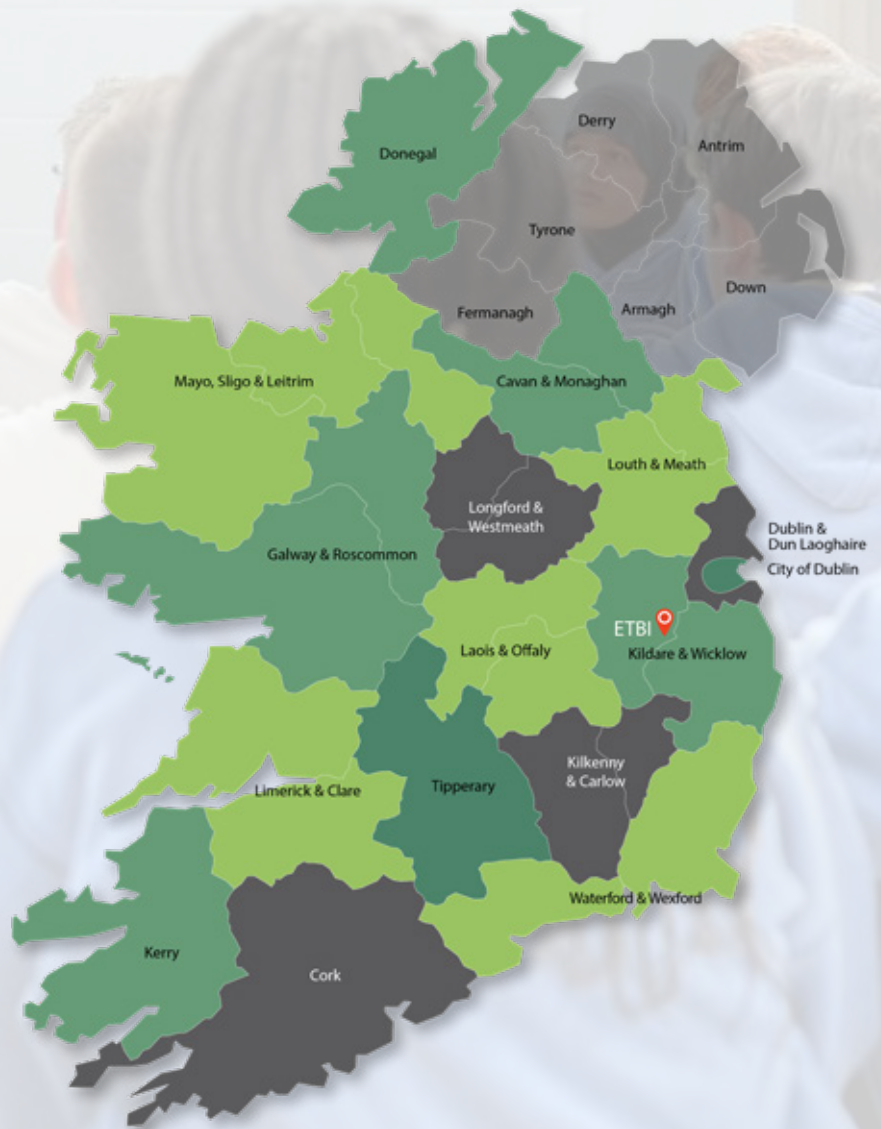 Derry
Antrim
Donegal
Tyrone
Down
Fermanagh
Armagh
Mayo, Sligo & Leitrim
Cavan & Monaghan
Louth & Meath
Longford &
Westmeath
Dublin &
Dun Laoghaire
City of Dublin
Galway & Roscommon
ETBI
Kildare & Wicklow
Laois & Offaly
Kilkenny
& Carlow
Tipperary
Limerick & Clare
Waterford & Wexford
Kerry
Cork